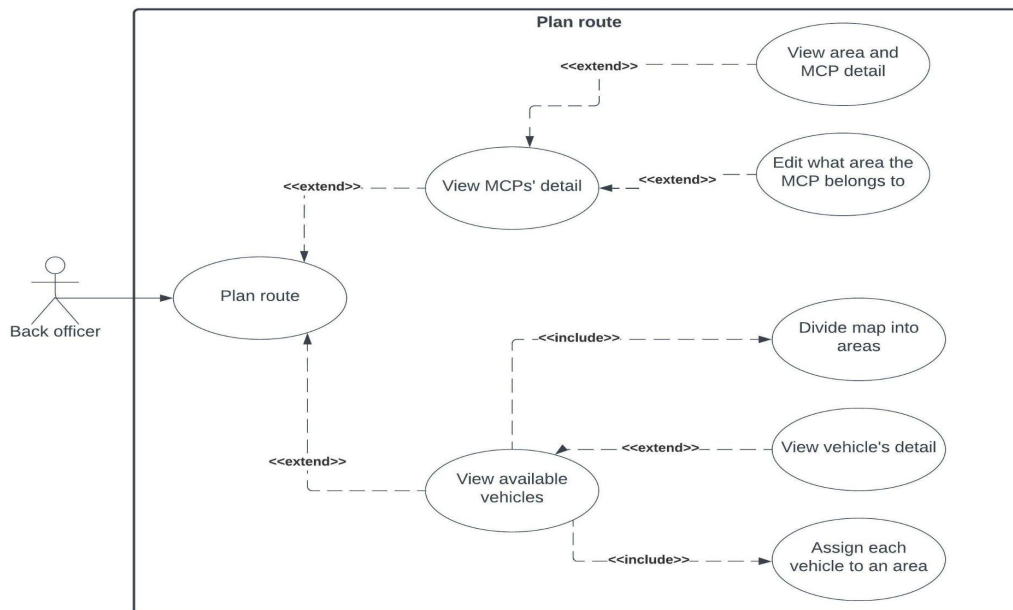 Plan route
<<extend>>
View area and
MCP detail
View MCPs' detail
<<extend>>
Edit what area the
MCP belongs to
<<extend>>
Plan route
Back officer
<<include>>
Divide map into
areas
<<extend>>
View vehicle's detail
<<extend>>
View available
vehicles
<<include>>
Assign each
vehicle to an area